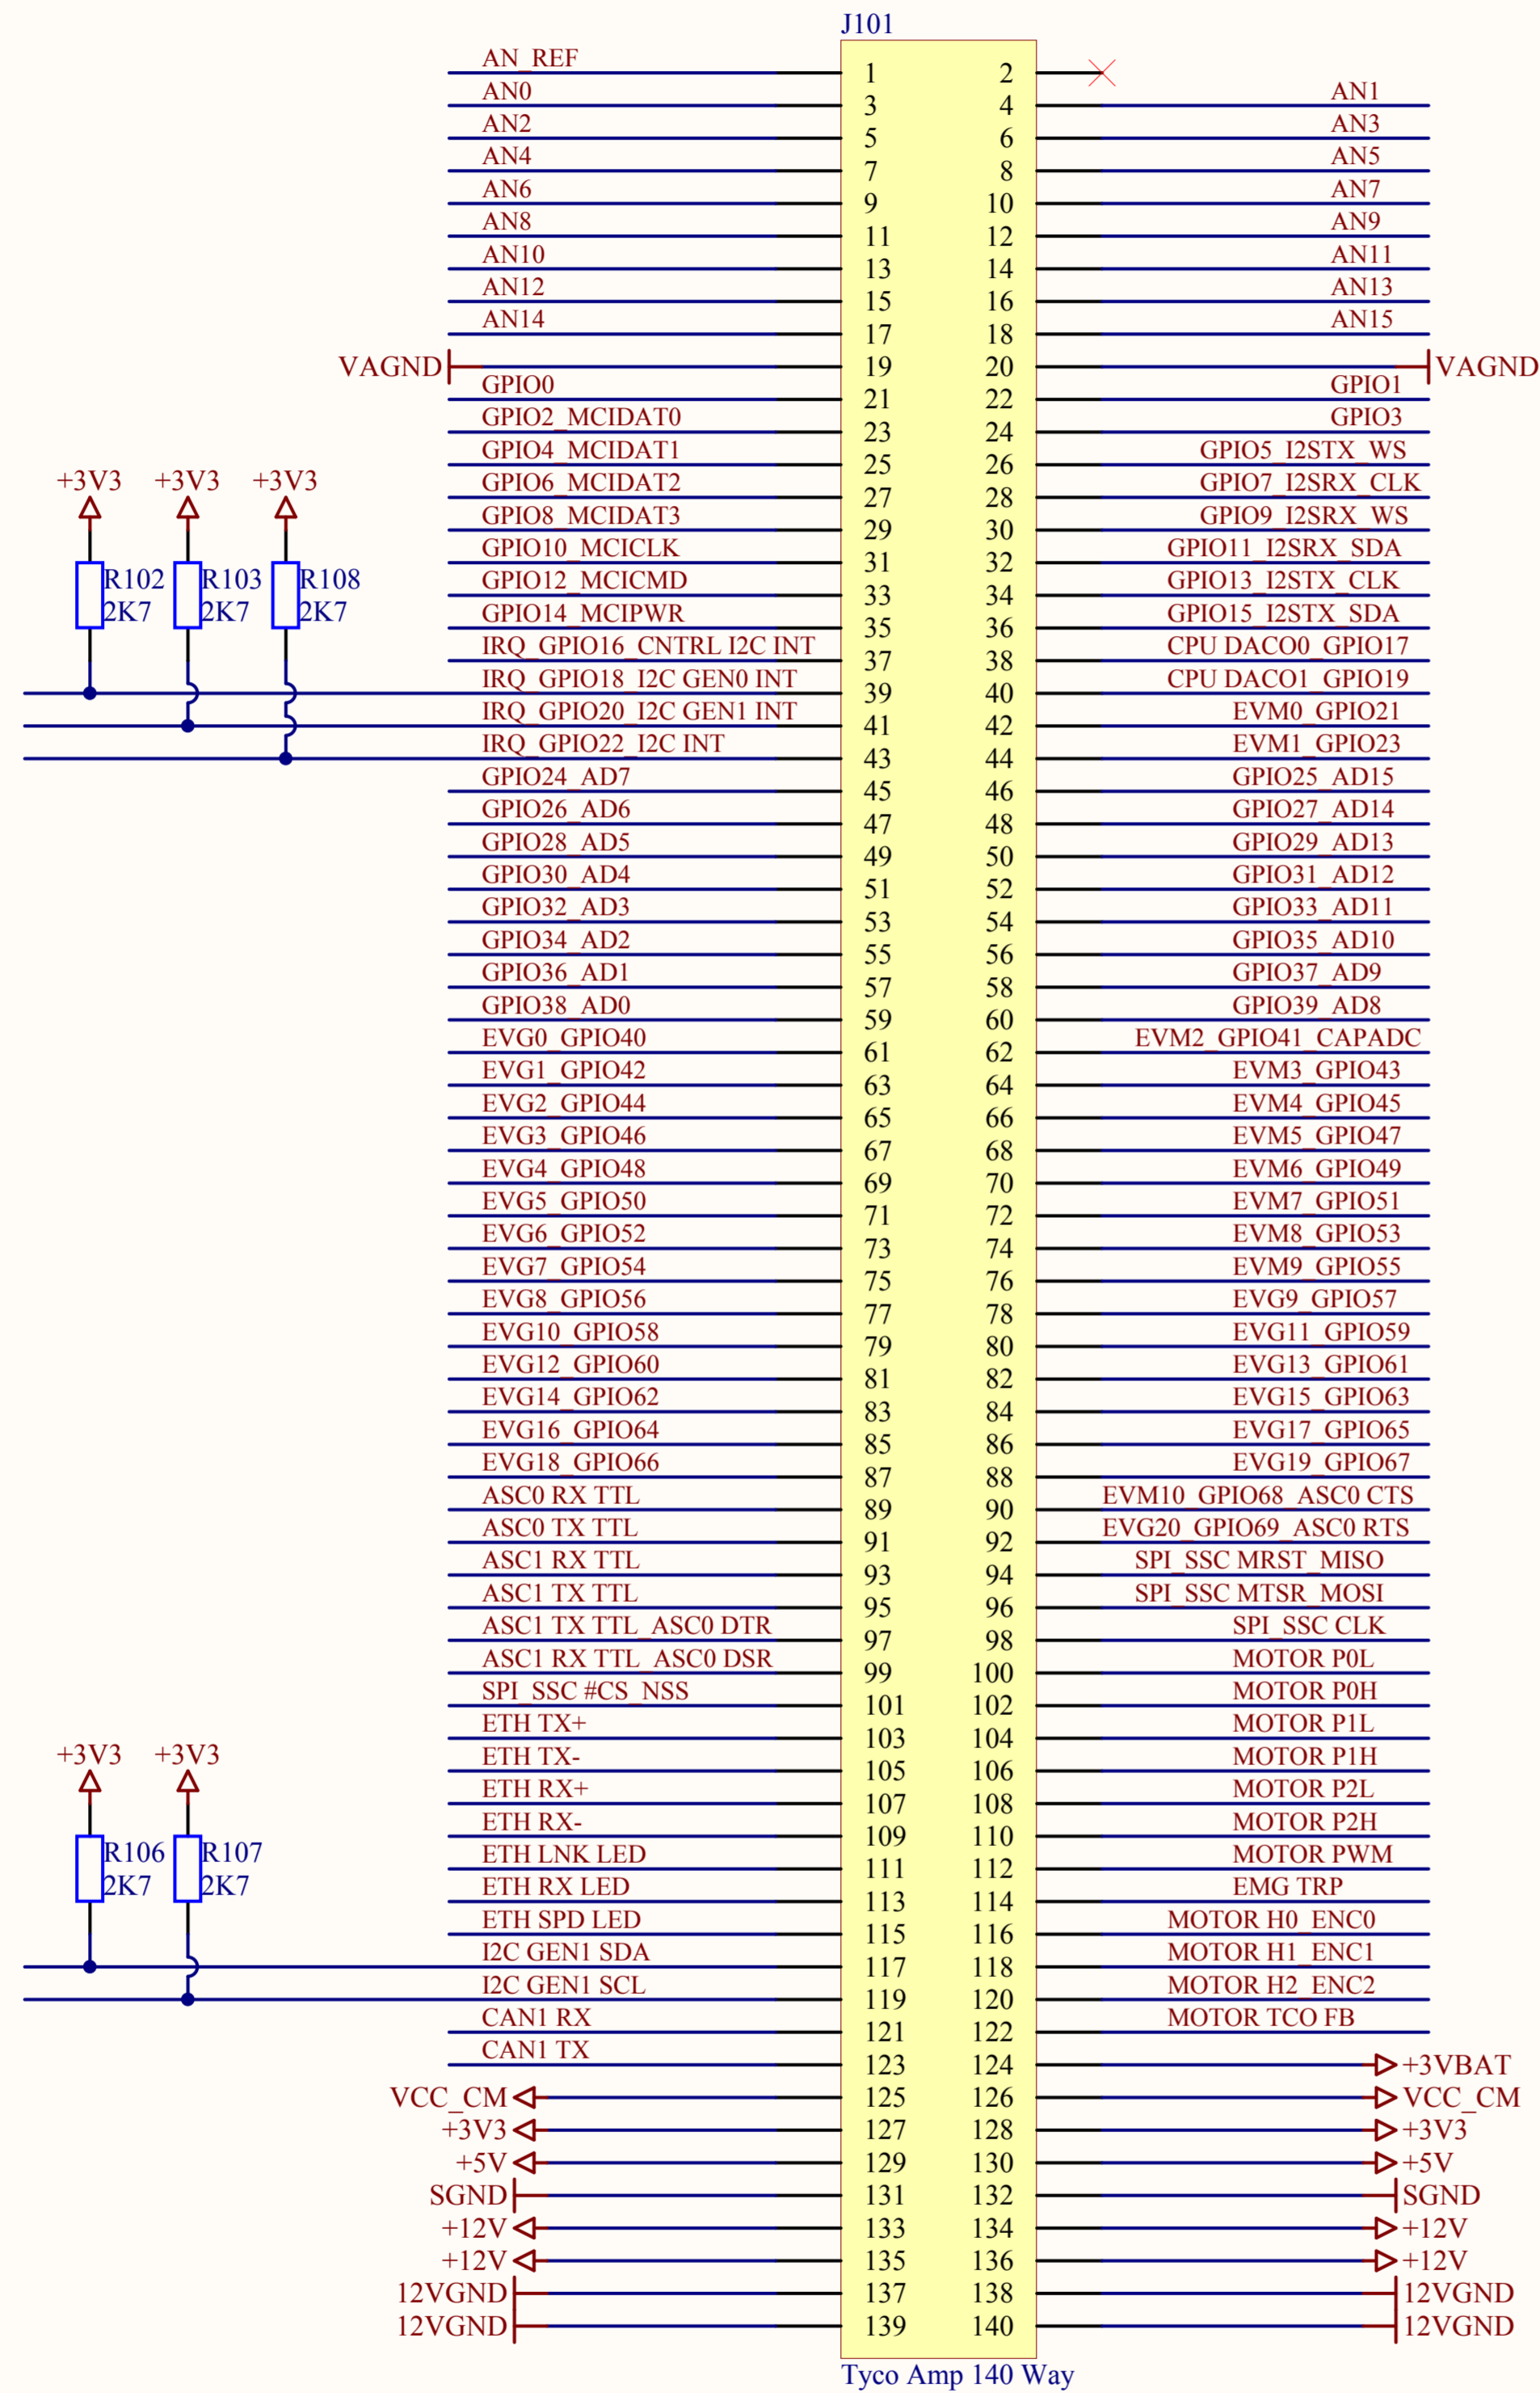 J101
AN_REF 1 2
AN0 3 4 AN1
AN2 5 6 AN3
AN4 7 8 AN5
AN6 9 10 AN7
AN8 11 12 AN9
AN10 13 14 AN11
AN12 15 16 AN13
AN14 17 18 AN15
VAGND 19 20 VAGND
GPIO0 21 22 GPIO1
GPIO2_MCIDAT0 23 24 GPIO3
GPIO4_MCIDAT1 25 26 GPIO5_I2STX_WS
+3V3 +3V3 +3V3 GPIO6_MCIDAT2 27 28 GPIO7_I2SRX_CLK
GPIO8_MCIDAT3 29 30 GPIO9_I2SRX_WS
GPIO10_MCICLK 31 32 GPIO11_I2SRX_SDA
R102 R103 R108 GPIO12_MCICMD 33 34 GPIO13_I2STX_CLK
2K7 2K7 2K7 GPIO14_MCIPWR 35 36 GPIO15_I2STX_SDA
IRQ_GPIO16_CNTRL I2C INT 37 38 CPU DACO0_GPIO17
IRQ_GPIO18_I2C GEN0 INT 39 40 CPU DACO1_GPIO19
IRQ_GPIO20_I2C GEN1 INT 41 42 EVM0_GPIO21
IRQ_GPIO22_I2C INT 43 44 EVM1_GPIO23
GPIO24_AD7 45 46 GPIO25_AD15
GPIO26_AD6 47 48 GPIO27_AD14
GPIO28_AD5 49 50 GPIO29_AD13
GPIO30_AD4 51 52 GPIO31_AD12
GPIO32_AD3 53 54 GPIO33_AD11
GPIO34_AD2 55 56 GPIO35_AD10
GPIO36_AD1 57 58 GPIO37_AD9
GPIO38_AD0 59 60 GPIO39_AD8
EVG0_GPIO40 61 62 EVM2_GPIO41_CAPADC
EVG1_GPIO42 63 64 EVM3_GPIO43
EVG2_GPIO44 65 66 EVM4_GPIO45
EVG3_GPIO46 67 68 EVM5_GPIO47
EVG4_GPIO48 69 70 EVM6_GPIO49
EVG5_GPIO50 71 72 EVM7_GPIO51
EVG6_GPIO52 73 74 EVM8_GPIO53
EVG7_GPIO54 75 76 EVM9_GPIO55
EVG8_GPIO56 77 78 EVG9_GPIO57
EVG10_GPIO58 79 80 EVG11_GPIO59
EVG12_GPIO60 81 82 EVG13_GPIO61
EVG14_GPIO62 83 84 EVG15_GPIO63
EVG16_GPIO64 85 86 EVG17_GPIO65
EVG18_GPIO66 87 88 EVG19_GPIO67
ASC0 RX TTL 89 90 EVM10_GPIO68_ASC0 CTS
ASC0 TX TTL 91 92 EVG20_GPIO69_ASC0 RTS
ASC1 RX TTL 93 94 SPI_SSC MRST_MISO
ASC1 TX TTL 95 96 SPI_SSC MTSR_MOSI
ASC1 TX TTL_ASC0 DTR 97 98 SPI_SSC CLK
ASC1 RX TTL_ASC0 DSR 99 100 MOTOR P0L
SPI_SSC #CS_NSS 101 102 MOTOR P0H
ETH TX+ 103 104 MOTOR P1L
+3V3 +3V3 ETH TX- 105 106 MOTOR P1H
ETH RX+ 107 108 MOTOR P2L
ETH RX- 109 110 MOTOR P2H
R106 R107 ETH LNK LED 111 112 MOTOR PWM
2K7 2K7 ETH RX LED 113 114 EMG TRP
ETH SPD LED 115 116 MOTOR H0_ENC0
I2C GEN1 SDA 117 118 MOTOR H1_ENC1
I2C GEN1 SCL 119 120 MOTOR H2_ENC2
CAN1 RX 121 122 MOTOR TCO FB
CAN1 TX 123 124 +3VBAT
VCC_CM 125 126 VCC_CM
+3V3 127 128 +3V3
+5V 129 130 +5V
SGND 131 132 SGND
+12V 133 134 +12V
+12V 135 136 +12V
12VGND 137 138 12VGND
12VGND 139 140 12VGND
Tyco Amp 140 Way